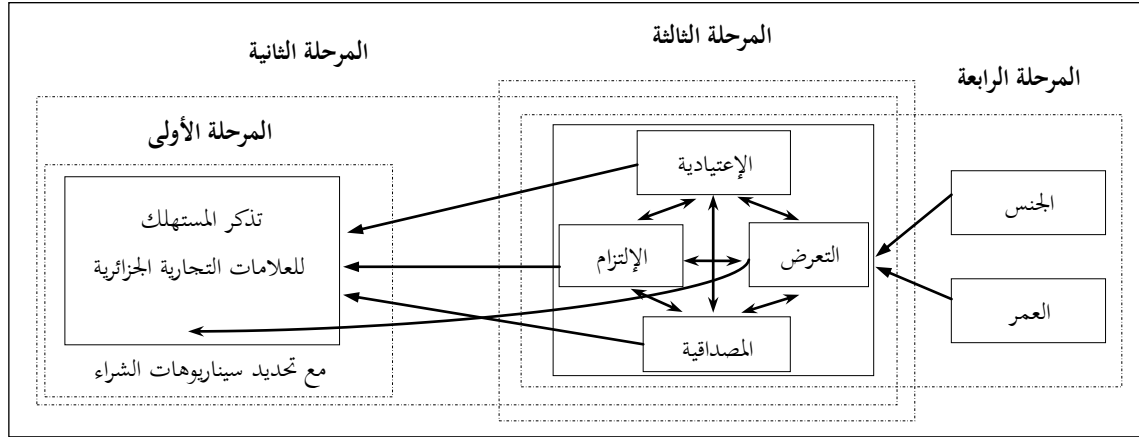 المرحلة الثالثة
المرحلة الثانية
المرحلة الرابعة
المرحلة الأولى
الإعتيادية
الجنس
تذكر المستهلك
التعرض
الإلتزام
للعلامات التجارية الجزائرية
العمر
المصداقية
مع تحديد سيناريوهات الشراء